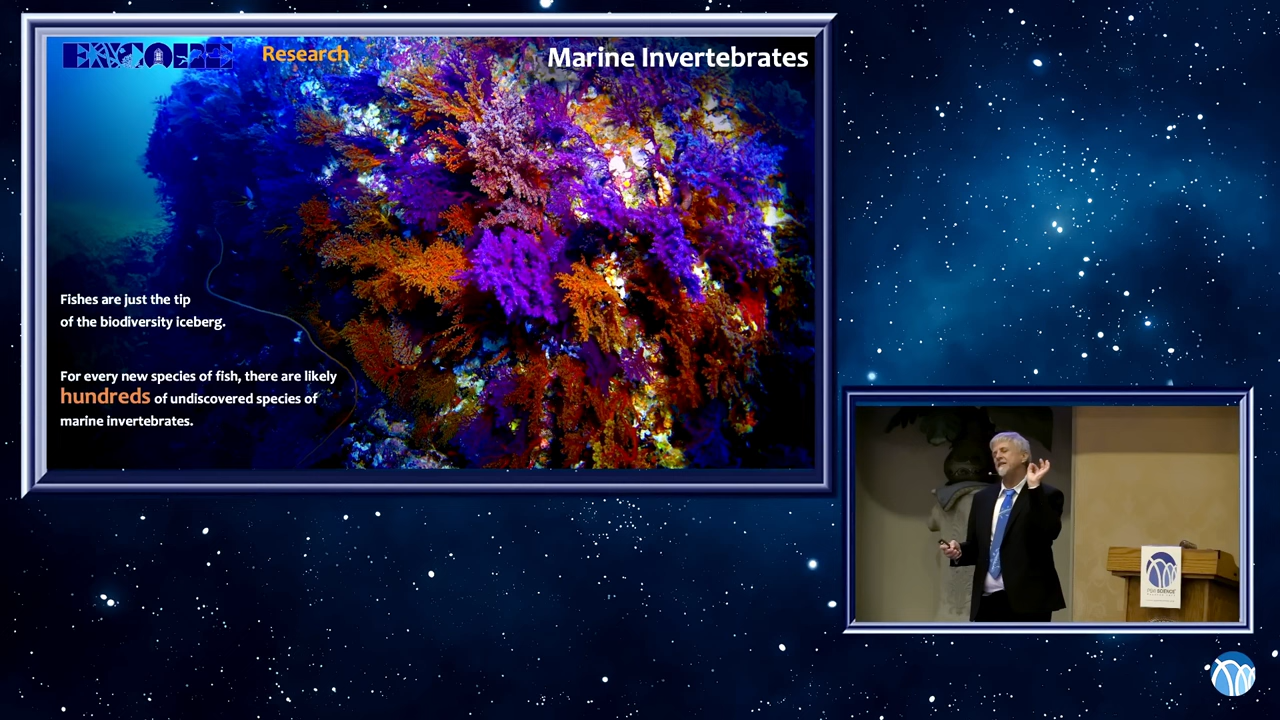 EXCORE
Research
Marine Invertebrates
Fishes are just the tip
of the biodiversity iceberg.
For every new species of fish, there are likely
hundreds of undiscovered species of
marine invertebrates.